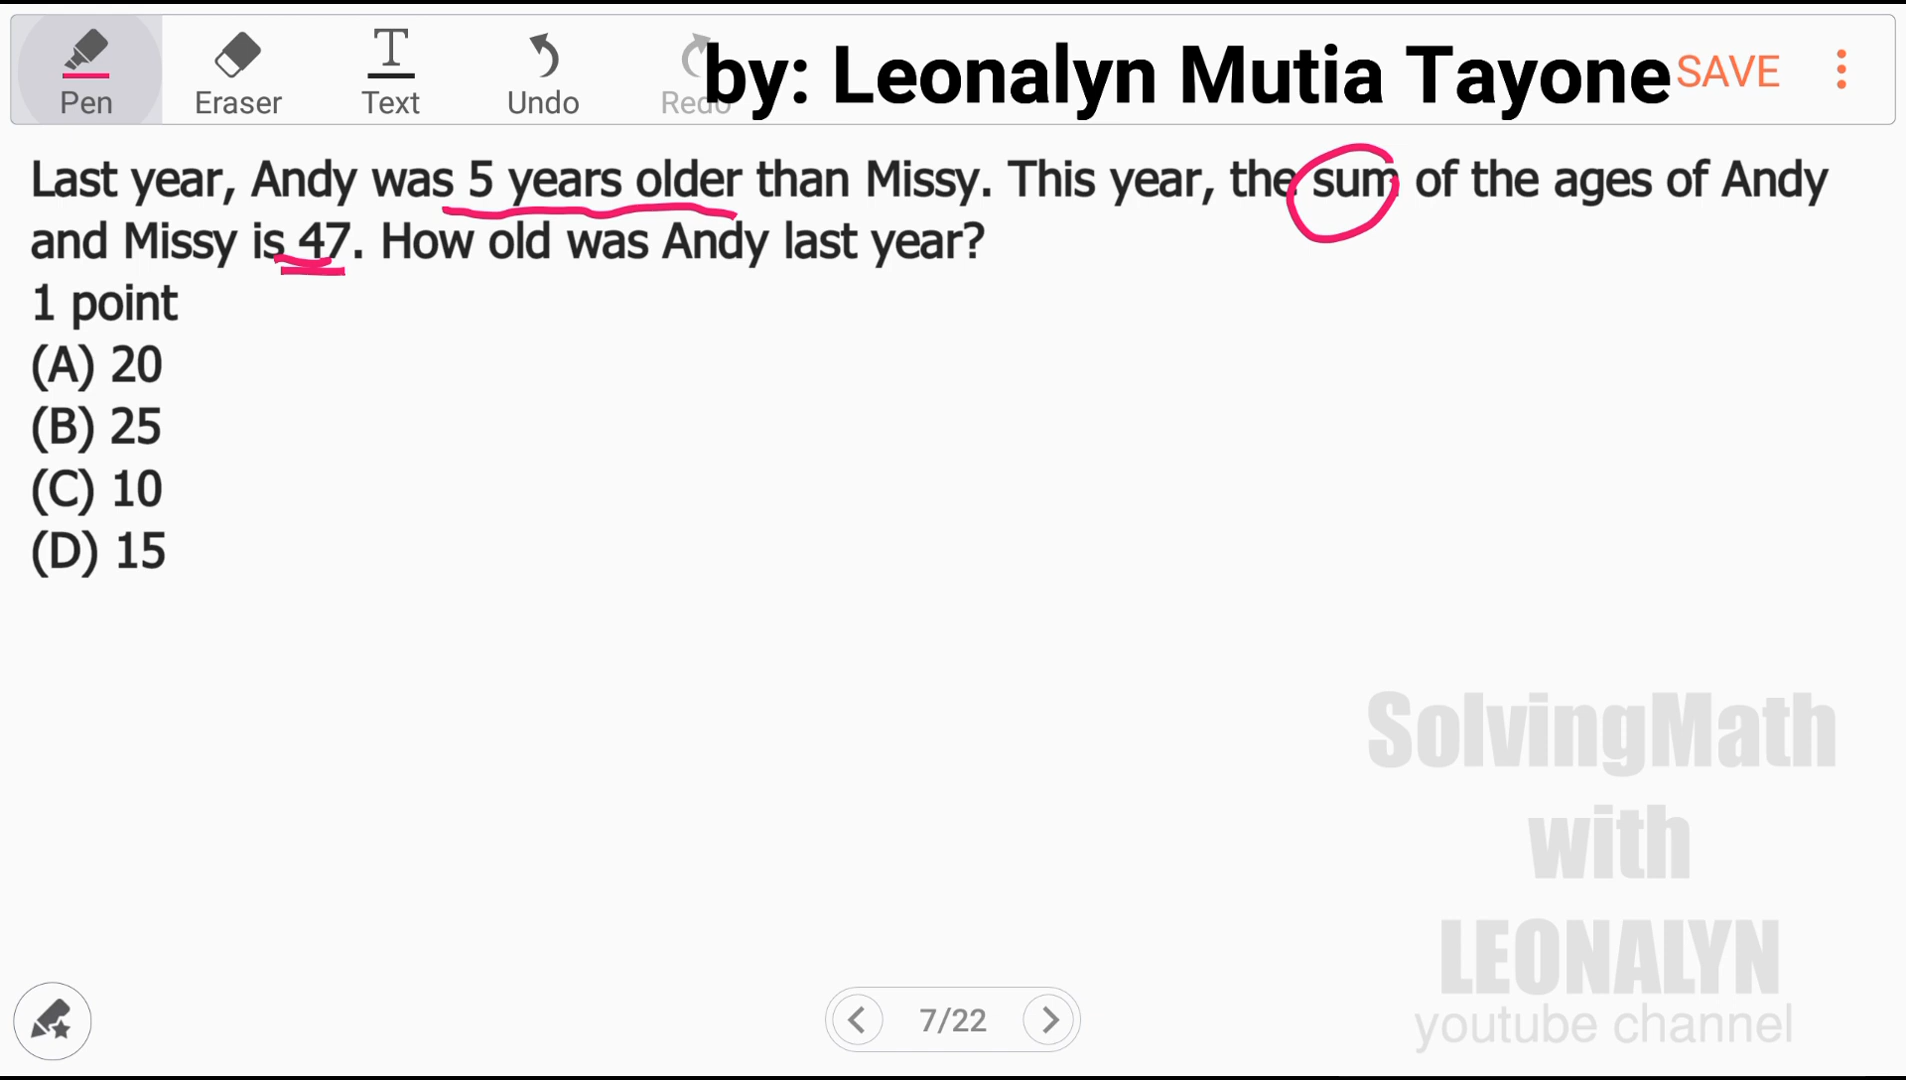 Pen
Eraser
Text
Undo
Redo
by: Leonalyn Mutia Tayone
SAVE
Last year, Andy was 5 years older than Missy. This year, the sum of the ages of Andy
and Missy is 47. How old was Andy last year?
1 point
(A) 20
(B) 25
(C) 10
(D) 15
SolvingMath
with
LEONALYN
youtube channel
7/22